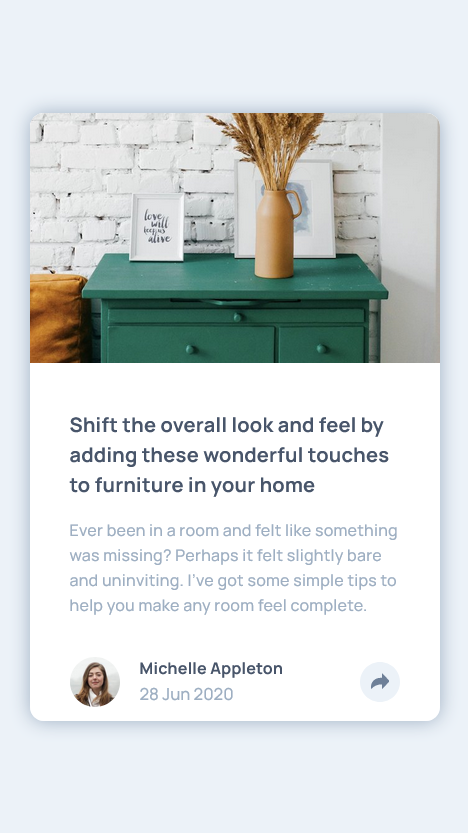 love
will
keep us
alive
Shift the overall look and feel by
adding these wonderful touches
to furniture in your home
Ever been in a room and felt like something
was missing? Perhaps it felt slightly bare
and uninviting. I’ve got some simple tips to
help you make any room feel complete.
Michelle Appleton
28 Jun 2020